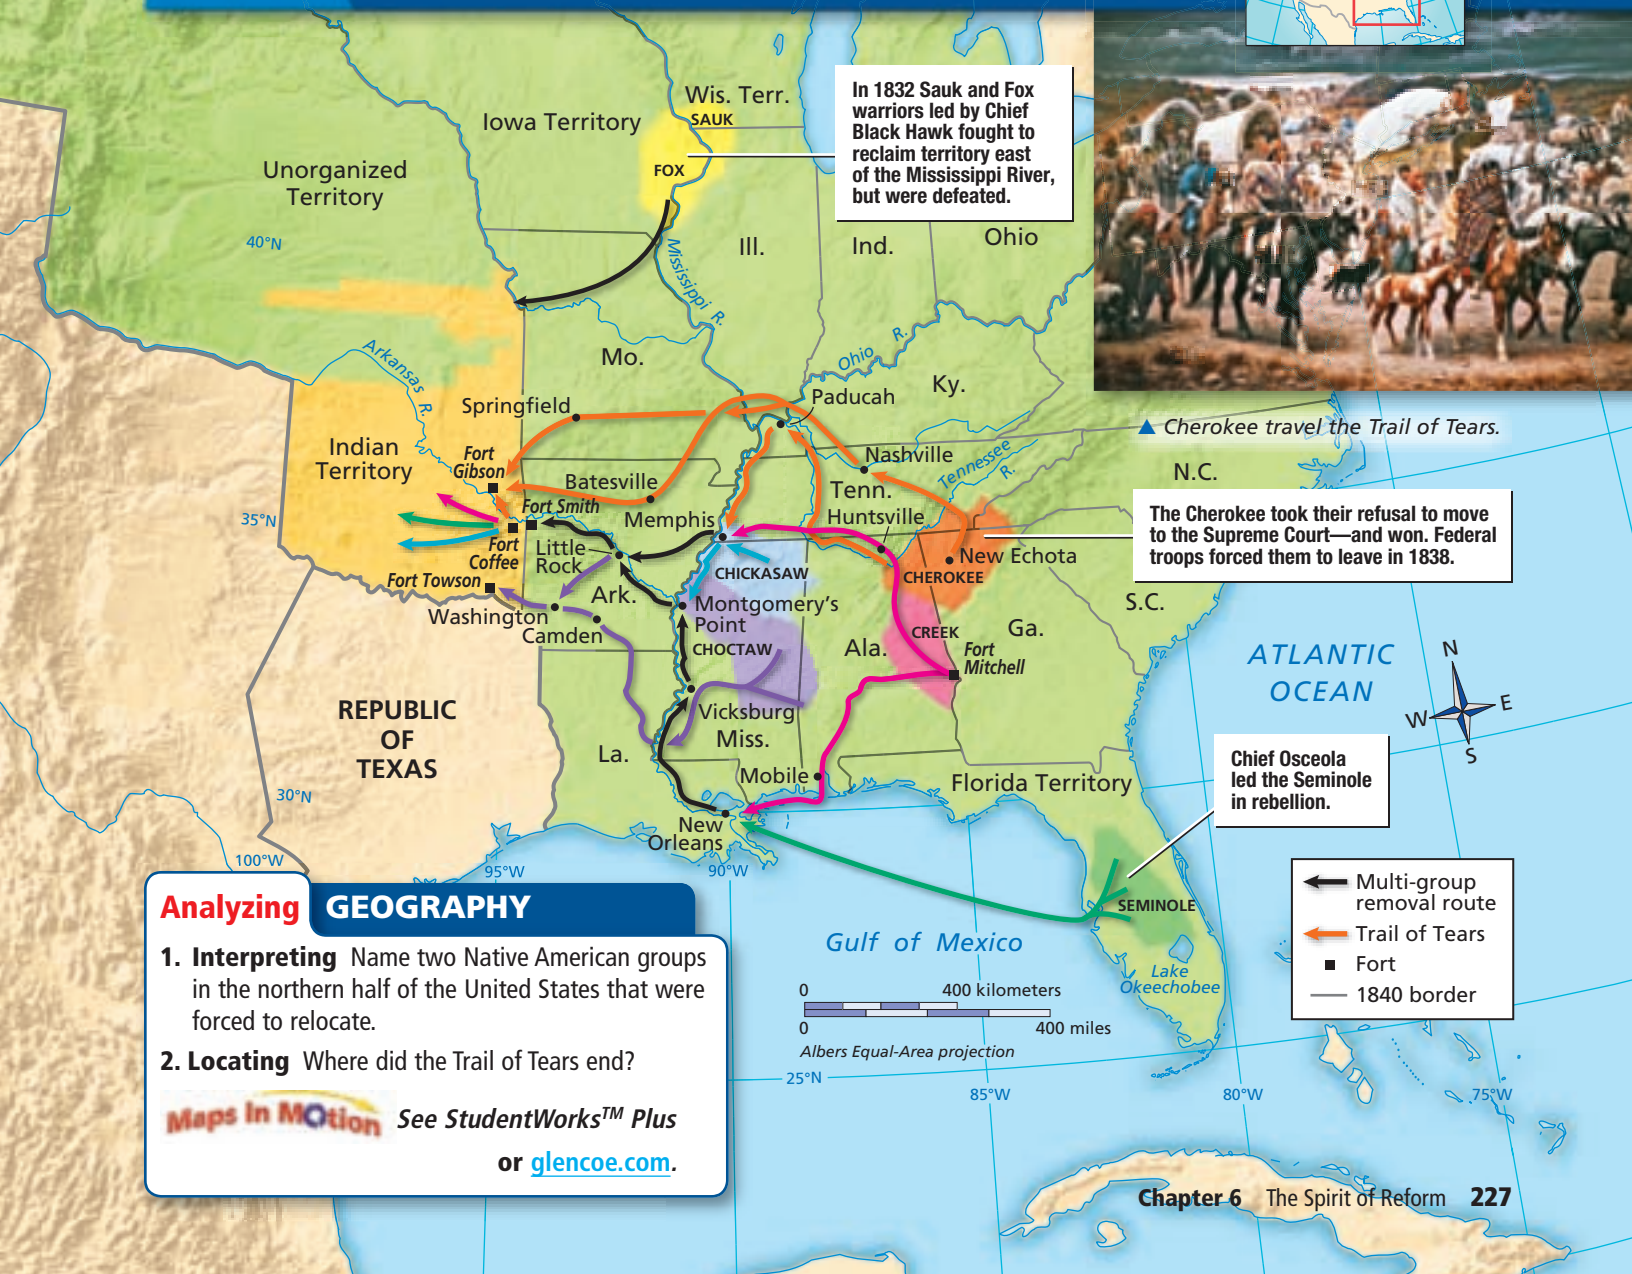 Wis. Terr.
SAUK
Iowa Territory
FOX
Unorganized
Territory
40°N
In 1832 Sauk and Fox
warriors led by Chief
Black Hawk fought to
reclaim territory east
of the Mississippi River,
but were defeated.
Ill.
Ind.
Ohio
Mississippi R.
Mo.
Ohio R.
Ky.
Arkansas R.
Paducah
Springfield
▲ Cherokee travel the Trail of Tears.
Indian
Territory
Fort
Gibson
Batesville
Nashville
Tennessee R.
N.C.
Tenn.
Fort Smith
Memphis
Huntsville
35°N
The Cherokee took their refusal to move
to the Supreme Court—and won. Federal
troops forced them to leave in 1838.
Fort
Coffee
Little
Rock
New Echota
CHICKASAW
CHEROKEE
Fort Towson
Ark.
Montgomery's
Point
S.C.
Washington
Camden
CHOCTAW
Ala.
CREEK
Ga.
Fort
Mitchell
ATLANTIC
OCEAN
N
E
W
S
REPUBLIC
OF
TEXAS
Vicksburg
Miss.
La.
Mobile
Florida Territory
Chief Osceola
led the Seminole
in rebellion.
30°N
New
Orleans
100°W
95°W
90°W
SEMINOLE
Gulf of Mexico
Lake
Okeechobee
0 400 kilometers
0 400 miles
Albers Equal-Area projection
25°N
85°W
80°W
75°W
Multi-group
removal route
Trail of Tears
Fort
1840 border
Analyzing GEOGRAPHY
1. Interpreting Name two Native American groups
in the northern half of the United States that were
forced to relocate.
2. Locating Where did the Trail of Tears end?
Maps In MOtion See StudentWorksTM Plus
or glencoe.com.
Chapter 6 The Spirit of Reform 227